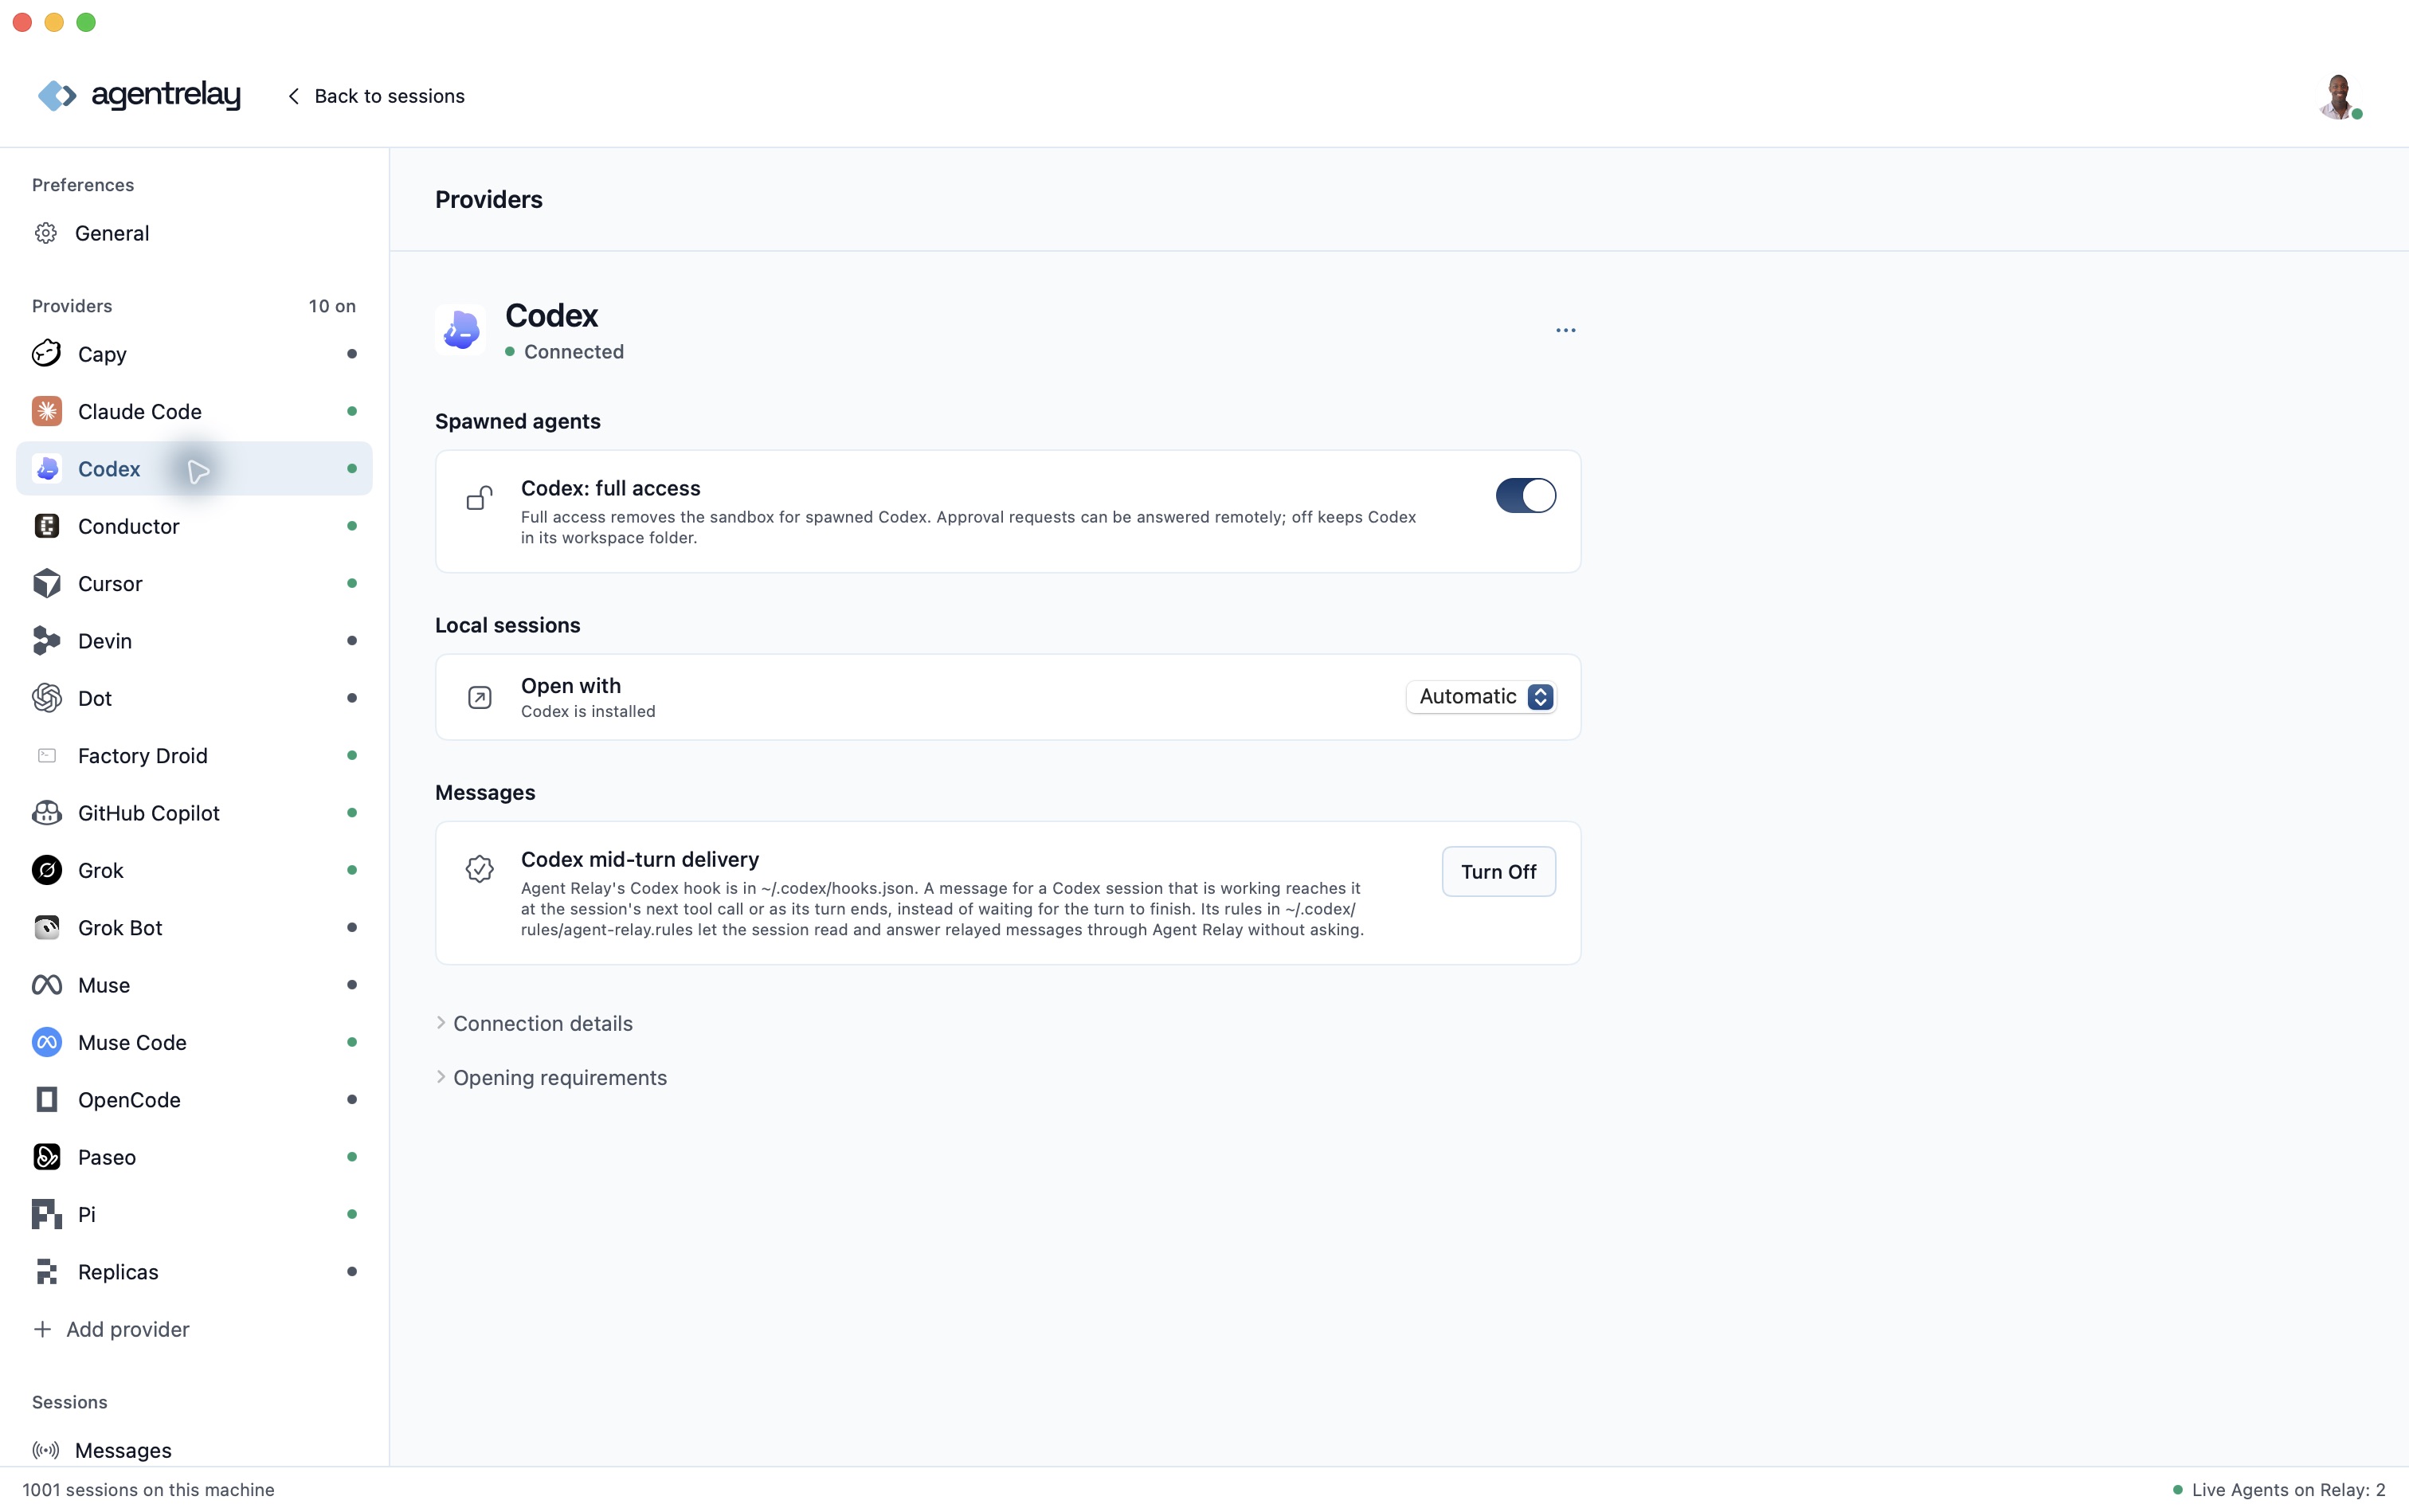 agentrelay
Back to sessions
Preferences
General
Providers 10 on
Capy
Claude Code
Codex
Conductor
Cursor
Devin
Dot
Factory Droid
GitHub Copilot
Grok
Grok Bot
Muse
Muse Code
OpenCode
Paseo
Pi
Replicas
Add provider
Sessions
Messages
Providers
Codex
Connected
Spawned agents
Codex: full access
Full access removes the sandbox for spawned Codex. Approval requests can be answered remotely; off keeps Codex
in its workspace folder.
Local sessions
Open with
Codex is installed
Automatic
Messages
Codex mid-turn delivery
Agent Relay's Codex hook is in ~/.codex/hooks.json. A message for a Codex session that is working reaches it
at the session's next tool call or as its turn ends, instead of waiting for the turn to finish. Its rules in ~/.codex/
rules/agent-relay.rules let the session read and answer relayed messages through Agent Relay without asking.
Turn Off
Connection details
Opening requirements
1001 sessions on this machine
Live Agents on Relay: 2